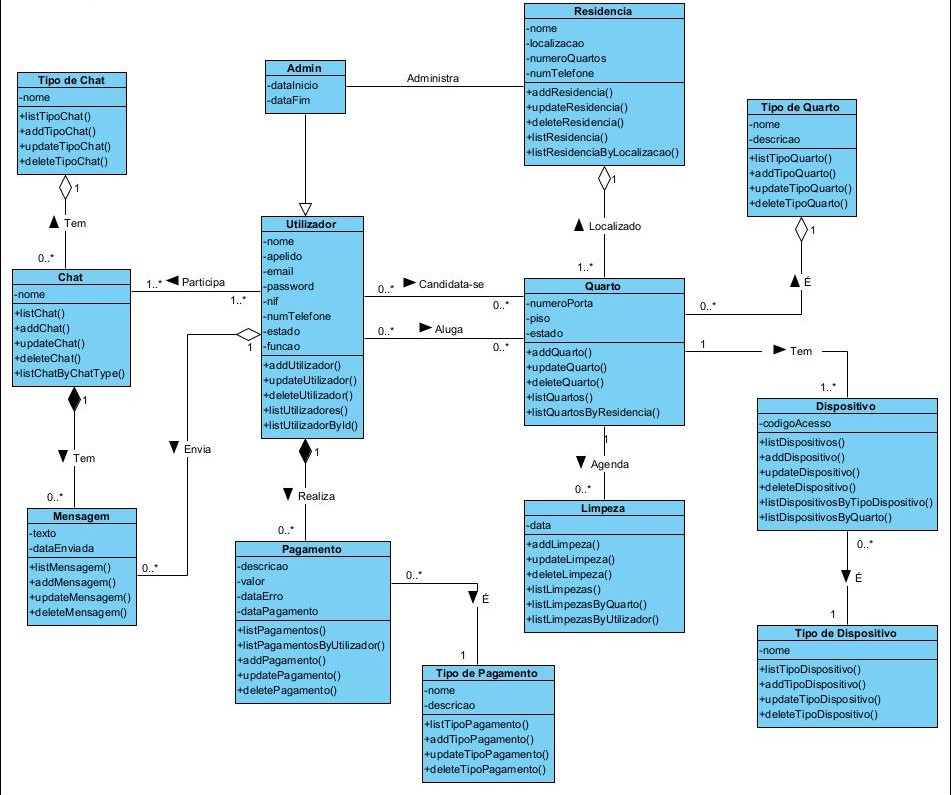 Residencia
-nome
-localizacao
-numeroQuartos
-numTelefone
+addResidencia()
+updateResidencia()
+deleteResidencia()
+listResidencia()
+listResidenciaByLocalizacao()
Admin
-dataInicio
-dataFim
Administra
Tipo de Chat
-nome
+listTipoChat()
+addTipoChat()
+updateTipoChat()
+deleteTipoChat()
1
Tem
0..*
Tipo de Quarto
-nome
-descricao
+listTipoQuarto()
+addTipoQuarto()
+updateTipoQuarto()
+deleteTipoQuarto()
1
É
0..*
1
Localizado
1..*
Utilizador
-nome
-apelido
-email
-password
-nif
-numTelefone
-estado
-funcao
+addUtilizador()
+updateUtilizador()
+deleteUtilizador()
+listUtilizadores()
+listUtilizadorById()
Chat
-nome
+listChat()
+addChat()
+updateChat()
+deleteChat()
+listChatByChatType()
1..*
Participa
1..*
0..*
Candidata-se
0..*
0..*
Aluga
0..*
Quarto
-numeroPorta
-piso
-estado
+addQuarto()
+updateQuarto()
+deleteQuarto()
+listQuartos()
+listQuartosByResidencia()
1
Tem
1..*
Dispositivo
-codigoAcesso
+listDispositivos()
+addDispositivo()
+updateDispositivo()
+deleteDispositivo()
+listDispositivosByTipoDispositivo()
+listDispositivosByQuarto()
1
Envia
0..*
1
Tem
0..*
Mensagem
-texto
-dataEnviada
+listMensagem()
+addMensagem()
+updateMensagem()
+deleteMensagem()
1
Realiza
0..*
Pagamento
-descricao
-valor
-dataErro
-dataPagamento
+listPagamentos()
+listPagamentosByUtilizador()
+addPagamento()
+updatePagamento()
+deletePagamento()
0..*
É
1
Tipo de Pagamento
-nome
-descricao
+listTipoPagamento()
+addTipoPagamento()
+updateTipoPagamento()
+deleteTipoPagamento()
1
Agenda
0..*
Limpeza
-data
+addLimpeza()
+updateLimpeza()
+deleteLimpeza()
+listLimpezas()
+listLimpezasByQuarto()
+listLimpezasByUtilizador()
0..*
É
1
Tipo de Dispositivo
-nome
+listTipoDispositivo()
+addTipoDispositivo()
+updateTipoDispositivo()
+deleteTipoDispositivo()